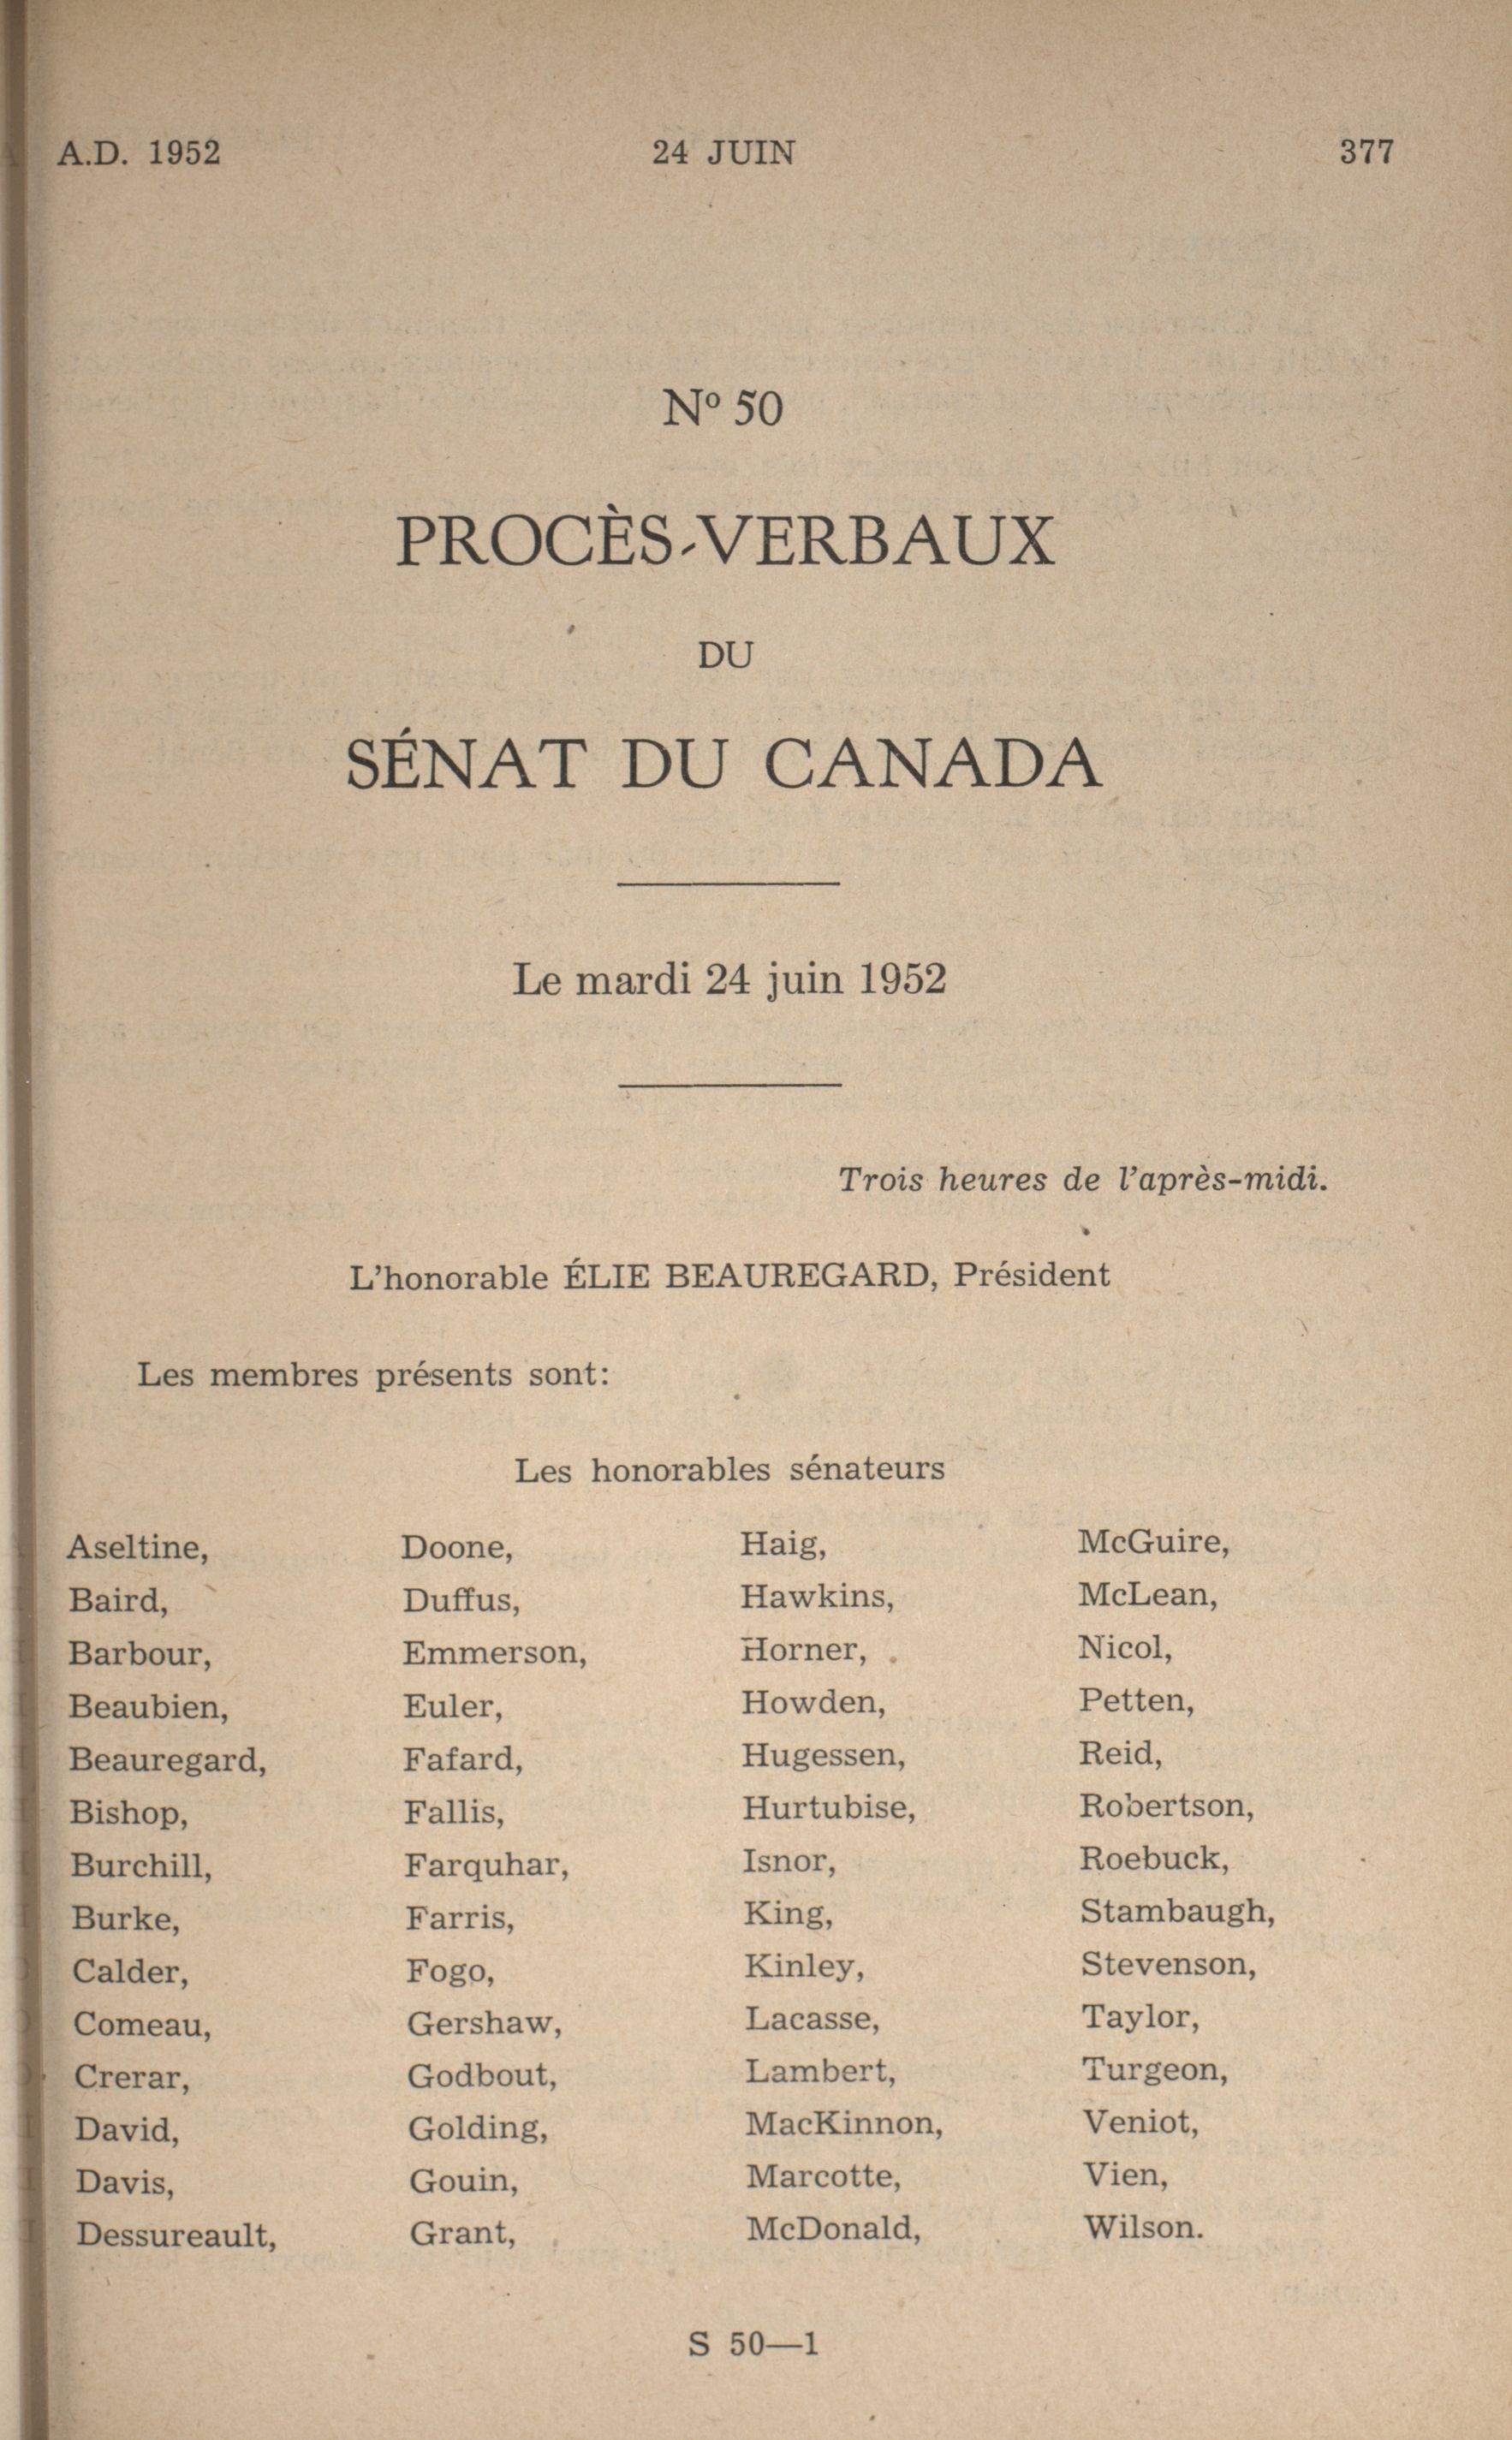 A.D. 1952 24 JUIN 377
Nº 50
PROCÈS-VERBAUX
DU
SÉNAT DU CANADA
Le mardi 24 juin 1952
Trois heures de l'après-midi.
L'honorable ÉLIE BEAUREGARD, Président
Les membres présents sont:
Les honorables sénateurs
Aseltine, Doone, Haig, McGuire,
Baird, Duffus, Hawkins, McLean,
Barbour, Emmerson, Horner, Nicol,
Beaubien, Euler, Howden, Petten,
Beauregard, Fafard, Hugessen, Reid,
Bishop, Fallis, Hurtubise, Robertson,
Burchill, Farquhar, Isnor, Roebuck,
Burke, Farris, King, Stambaugh,
Calder, Fogo, Kinley, Stevenson,
Comeau, Gershaw, Lacasse, Taylor,
Crerar, Godbout, Lambert, Turgeon,
David, Golding, MacKinnon, Veniot,
Davis, Gouin, Marcotte, Vien,
Dessureault, Grant, McDonald, Wilson.
S 50—1